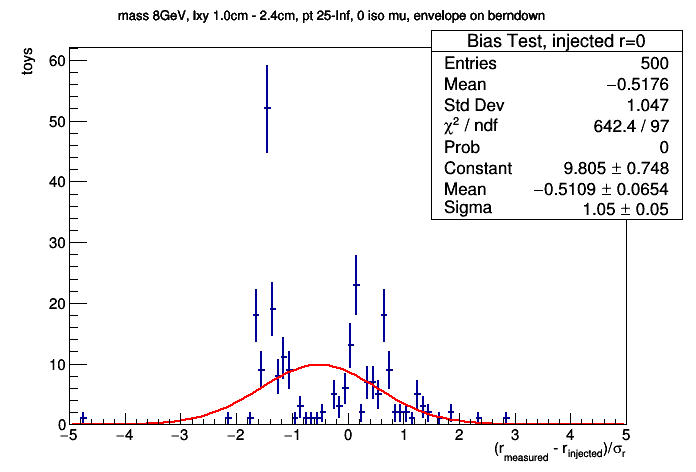 mass 8GeV, lxy 1.0cm - 2.4cm, pt 25-Inf, 0 iso mu, envelope on berndown
Bias Test, injected r=0
Entries 500
Mean −0.5176
Std Dev 1.047
χ² / ndf 642.4 / 97
Prob 0
Constant 9.805 ± 0.748
Mean −0.5109 ± 0.0654
Sigma 1.05 ± 0.05
toys
60
50
40
30
20
10
0
−5 −4 −3 −2 −1 0 1 2 3 4 5
(r_measured - r_injected)/σ_r